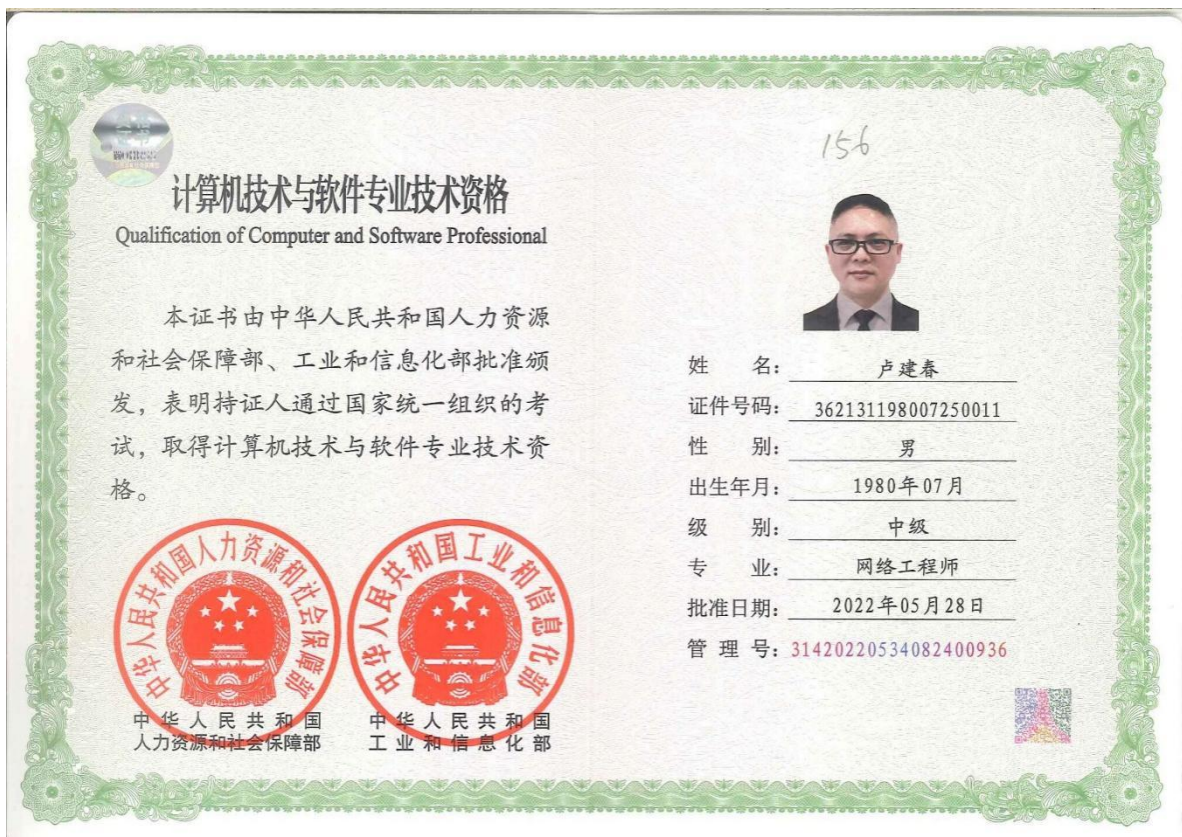 计算机技术与软件专业技术资格
Qualification of Computer and Software Professional
本证书由中华人民共和国人力资源
和社会保障部、工业和信息化部批准颁
发，表明持证人通过国家统一组织的考
试，取得计算机技术与软件专业技术资
格。
中华人民共和国人力资源和社会保障部
中华人民共和国
人力资源和社会保障部
中华人民共和国工业和信息化部
中华人民共和国
工业和信息化部
156
姓 名：卢建春
证件号码：362131198007250011
性 别：男
出生年月：1980年07月
级 别：中级
专 业：网络工程师
批准日期：2022年05月28日
管 理 号：31420220534082400936